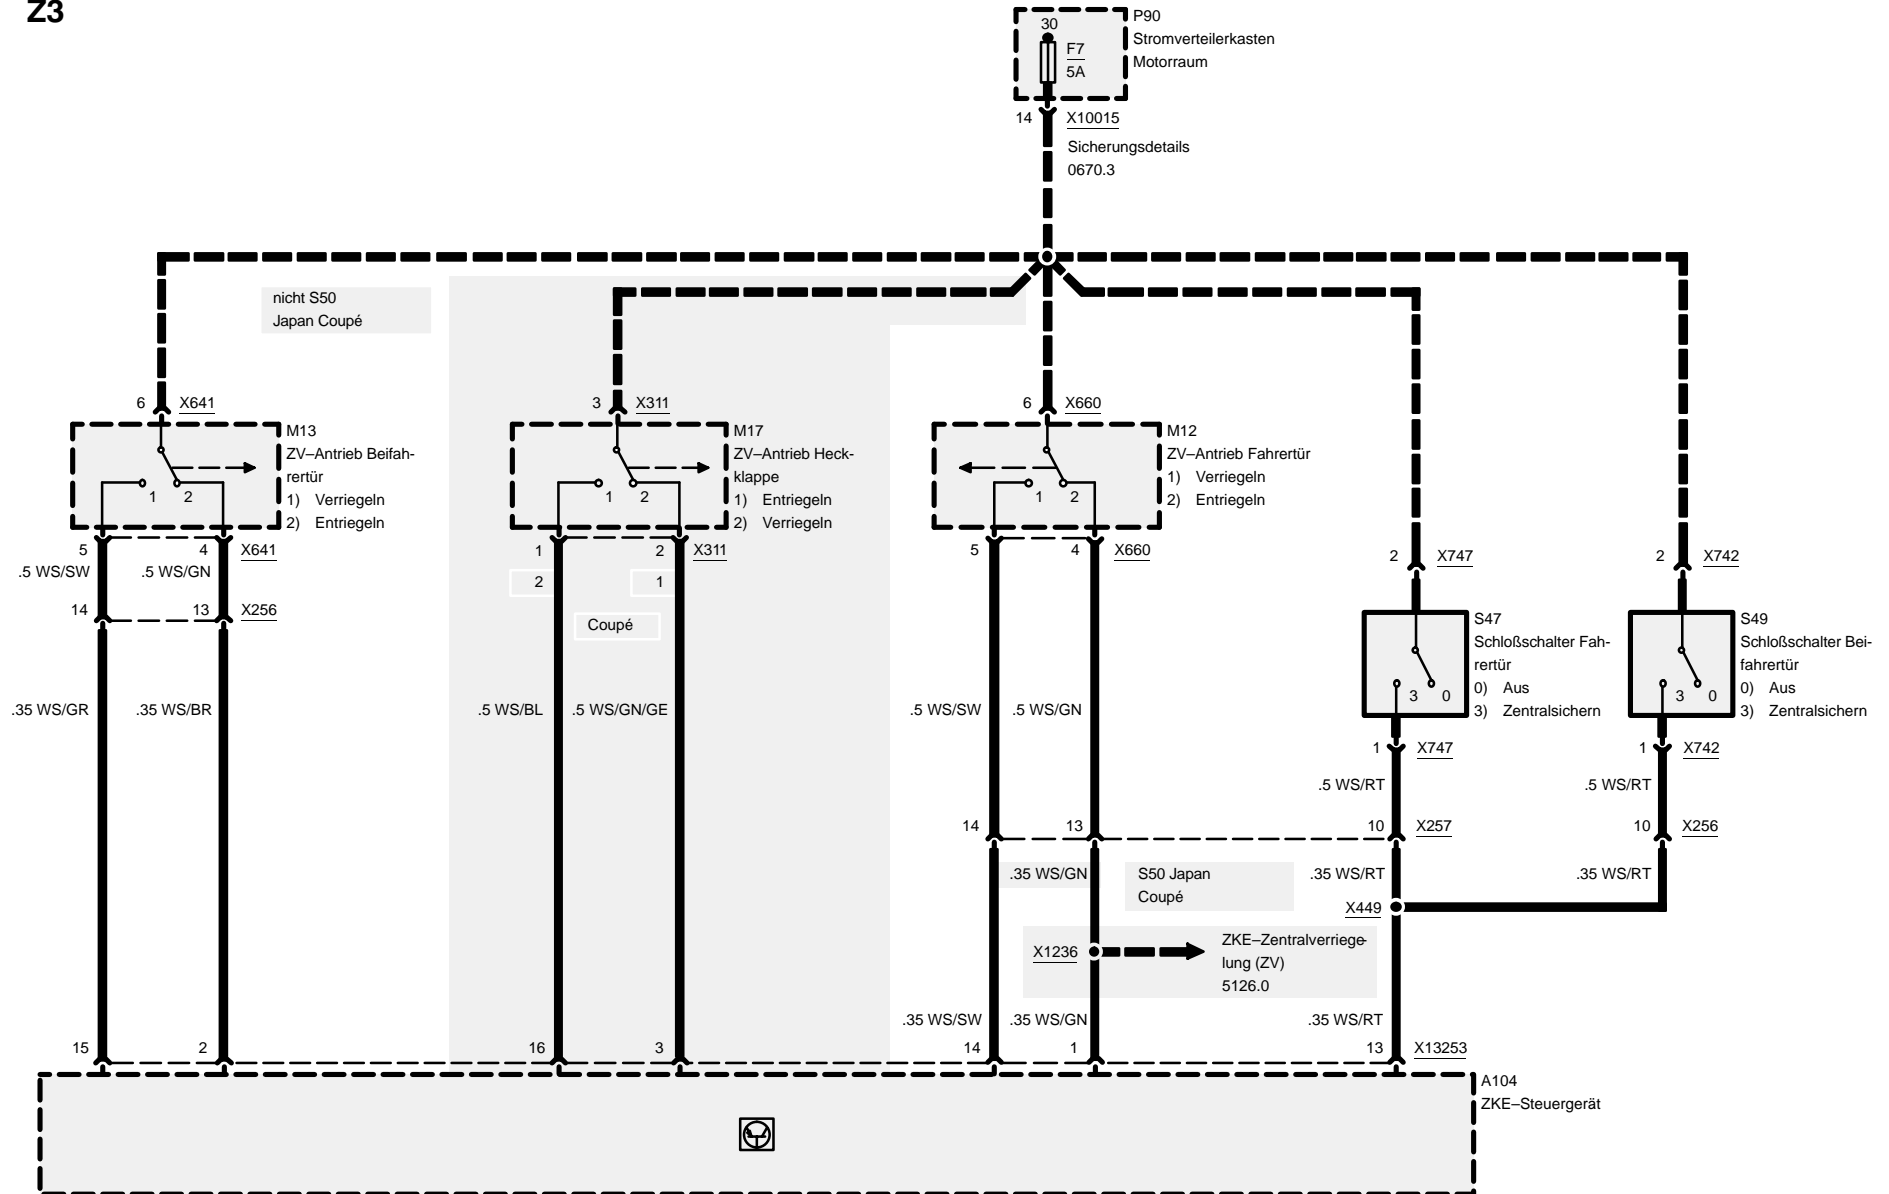 Z3
P90
Stromverteilerkasten
Motorraum
30
F7
5A
14 X10015
Sicherungsdetails
0670.3
nicht S50
Japan Coupé
6 X641
3 X311
6 X660
M13
ZV–Antrieb Beifah-
rertür
1) Verriegeln
2) Entriegeln
1 2
M17
ZV–Antrieb Heck-
klappe
1) Entriegeln
2) Verriegeln
1 2
M12
ZV–Antrieb Fahrertür
1) Verriegeln
2) Entriegeln
1 2
5 4 X641
1 2 X311
5 4 X660
2 X747
2 X742
.5 WS/SW .5 WS/GN
2 1
14 13 X256
Coupé
S47
Schloßschalter Fah-
rertür
0) Aus
3) Zentralsichern
3 0
S49
Schloßschalter Bei-
fahrertür
0) Aus
3) Zentralsichern
3 0
.35 WS/GR .35 WS/BR .5 WS/BL .5 WS/GN/GE .5 WS/SW .5 WS/GN
1 X747
1 X742
.5 WS/RT .5 WS/RT
14 13 10 X257 10 X256
.35 WS/GN
S50 Japan
Coupé
.35 WS/RT .35 WS/RT
X449
X1236
ZKE–Zentralverriege-
lung (ZV)
5126.0
.35 WS/SW .35 WS/GN .35 WS/RT
15 2 16 3 14 1 13 X13253
A104
ZKE–Steuergerät